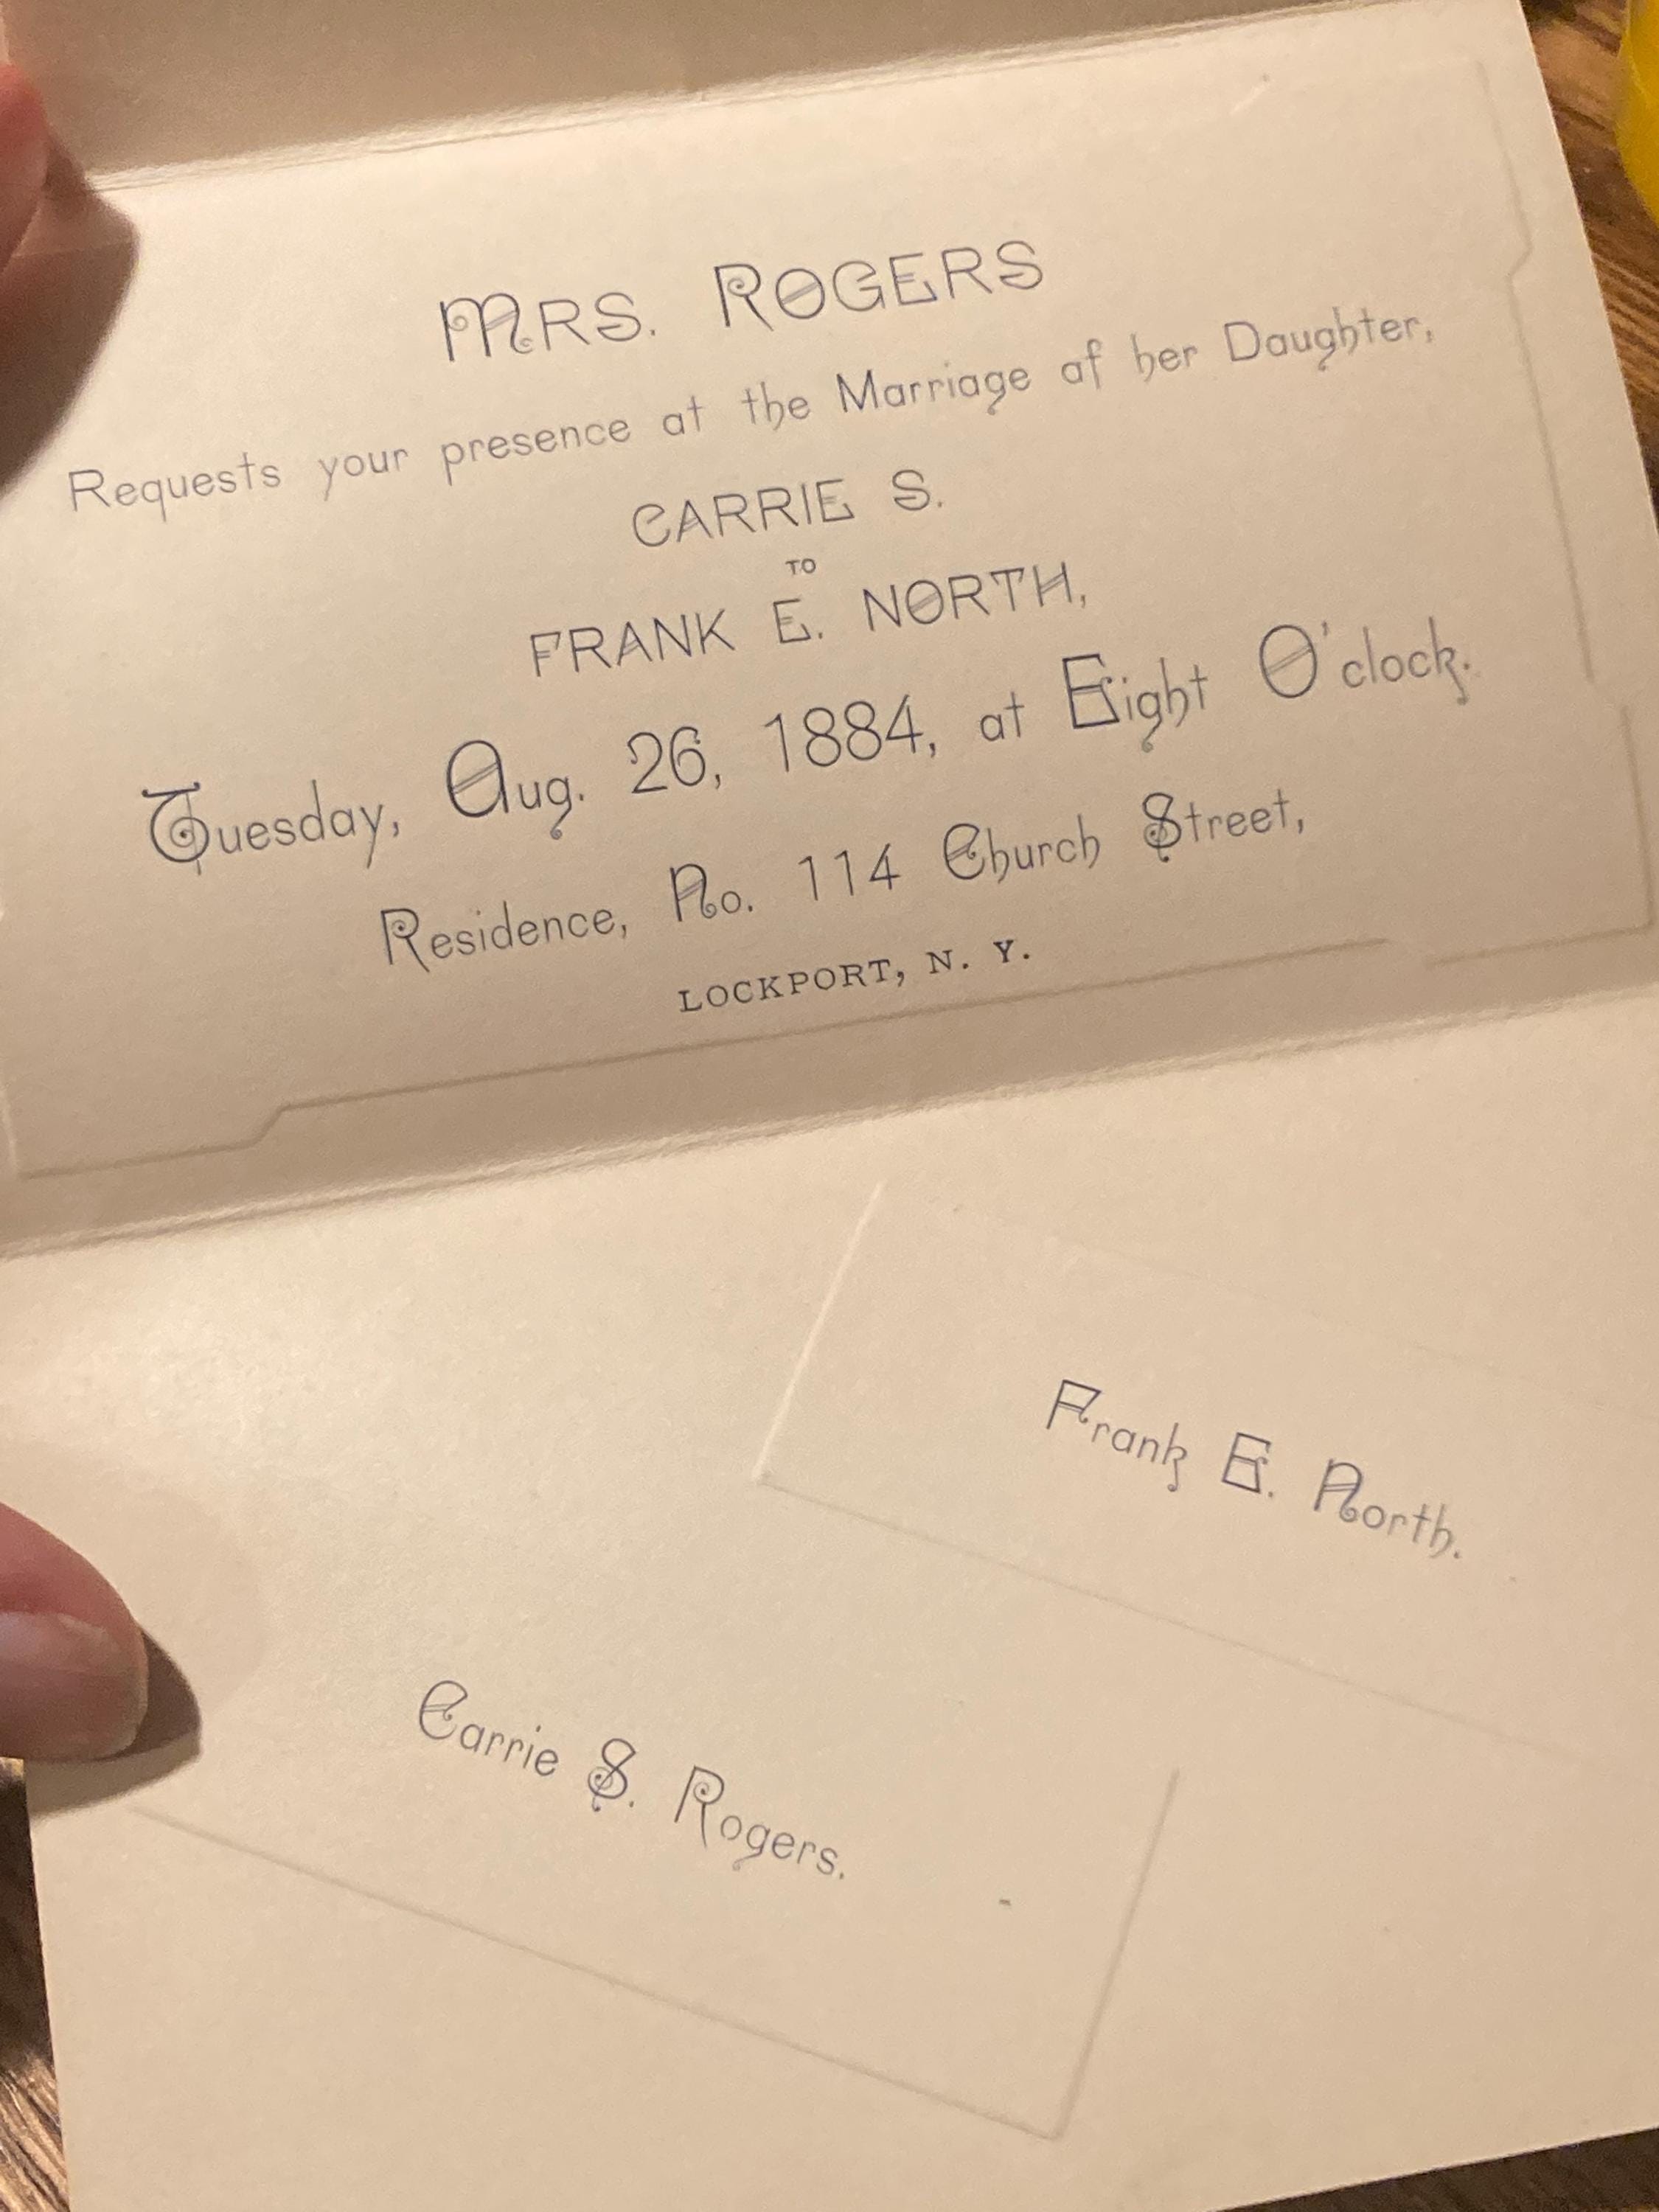 MRS. ROGERS
Requests your presence at the Marriage of her Daughter,
CARRIE S.
TO
FRANK E. NORTH,
Tuesday, Aug. 26, 1884, at Eight O'clock.
Residence, No. 114 Church Street,
LOCKPORT, N. Y.
Frank E. North.
Carrie S. Rogers.